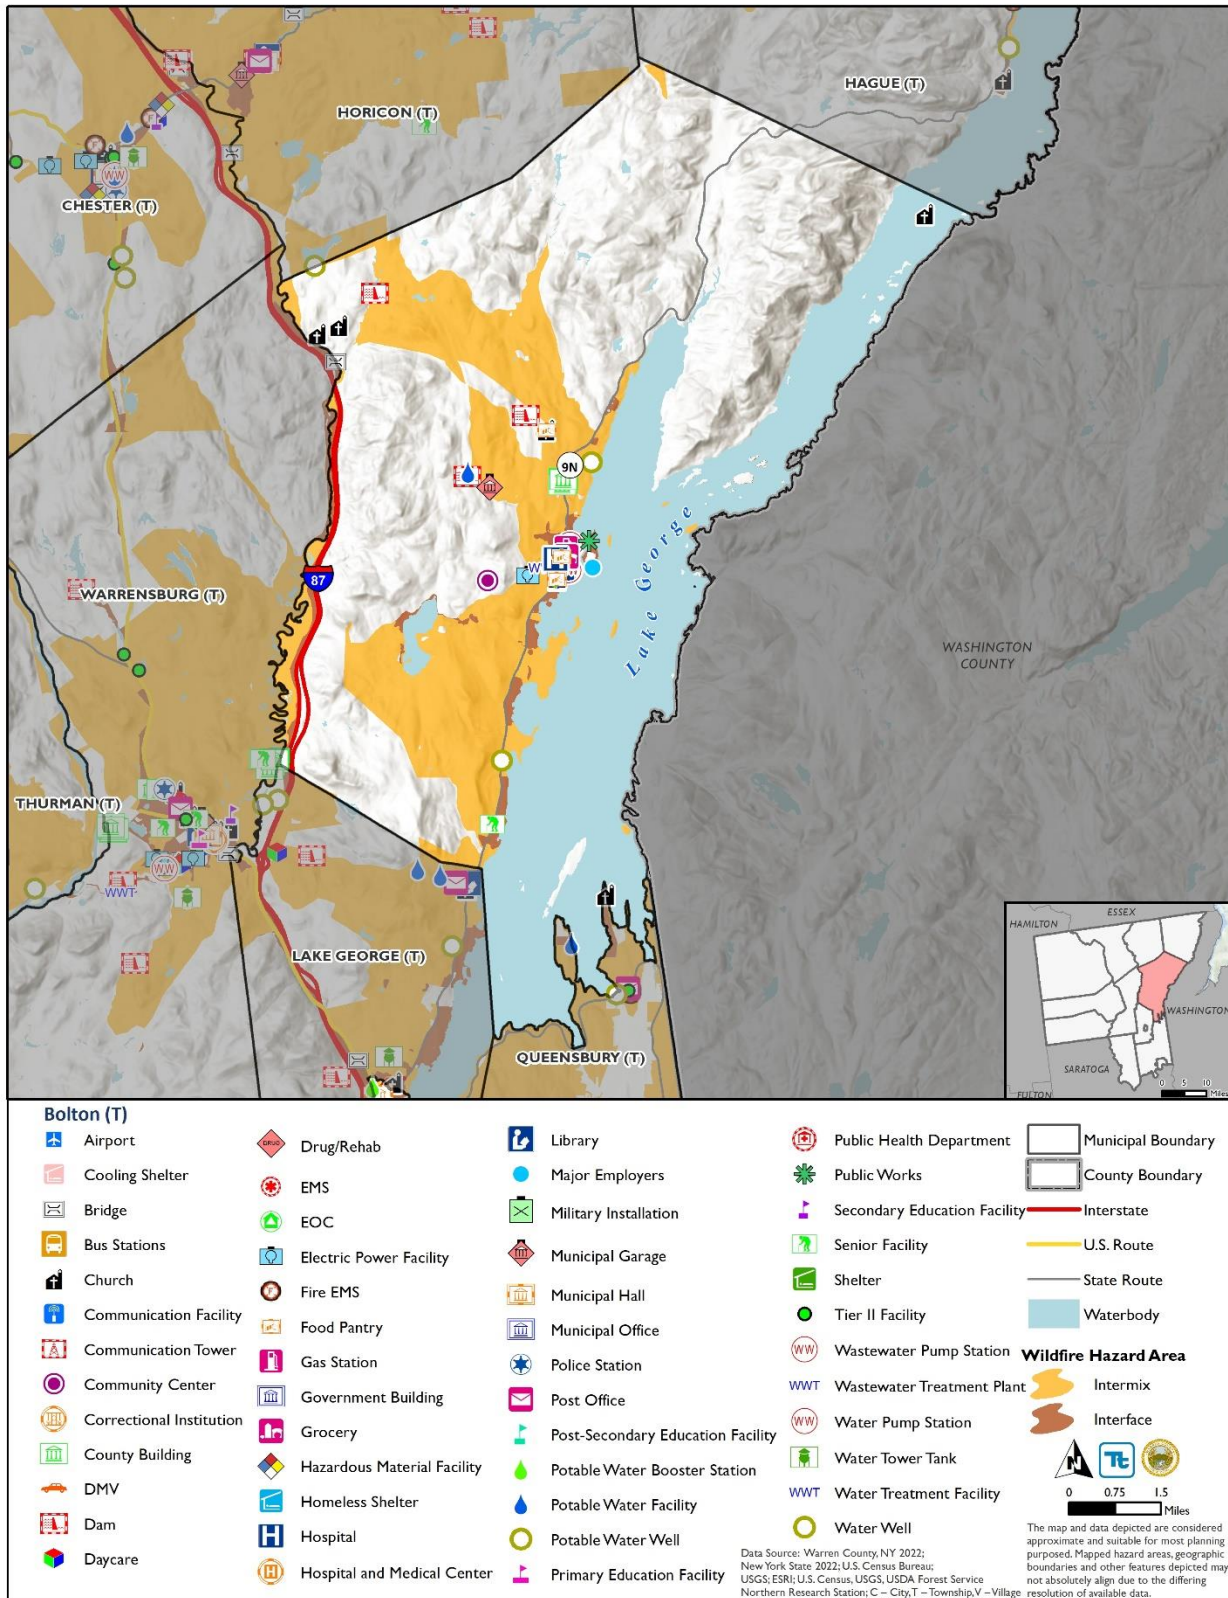 HAGUE (T)
HORICON (T)
CHESTER (T)
9N
Lake George
87
WARRENSBURG (T)
WASHINGTON
COUNTY
THURMAN (T)
WWT
LAKE GEORGE (T)
QUEENSBURY (T)
ESSEX
HAMILTON
WASHINGTON
SARATOGA
FULTON
0 5 10
Miles
Bolton (T)
Airport
Cooling Shelter
Bridge
Bus Stations
Church
Communication Facility
Communication Tower
Community Center
Correctional Institution
County Building
DMV
Dam
Daycare
DRUG Drug/Rehab
EMS
EOC
Electric Power Facility
F Fire EMS
Food Pantry
Gas Station
Government Building
Grocery
Hazardous Material Facility
Homeless Shelter
H Hospital
H Hospital and Medical Center
Library
Major Employers
Military Installation
Municipal Garage
Municipal Hall
Municipal Office
Police Station
Post Office
Post-Secondary Education Facility
Potable Water Booster Station
Potable Water Facility
Potable Water Well
Primary Education Facility
Public Health Department
Public Works
Secondary Education Facility
Senior Facility
Shelter
Tier II Facility
WW Wastewater Pump Station
WWT Wastewater Treatment Plant
WW Water Pump Station
Water Tower Tank
WWT Water Treatment Facility
Water Well
Municipal Boundary
County Boundary
Interstate
U.S. Route
State Route
Waterbody
Wildfire Hazard Area
Intermix
Interface
N
Tt
0 0.75 1.5
Miles
The map and data depicted are considered
approximate and suitable for most planning
purposed. Mapped hazard areas, geographic
boundaries and other features depicted may
not absolutely align due to the differing
resolution of available data.
Data Source: Warren County, NY 2022;
New York State 2022; U.S. Census Bureau;
USGS; ESRI; U.S. Census, USGS, USDA Forest Service
Northern Research Station; C – City, T – Township, V – Village